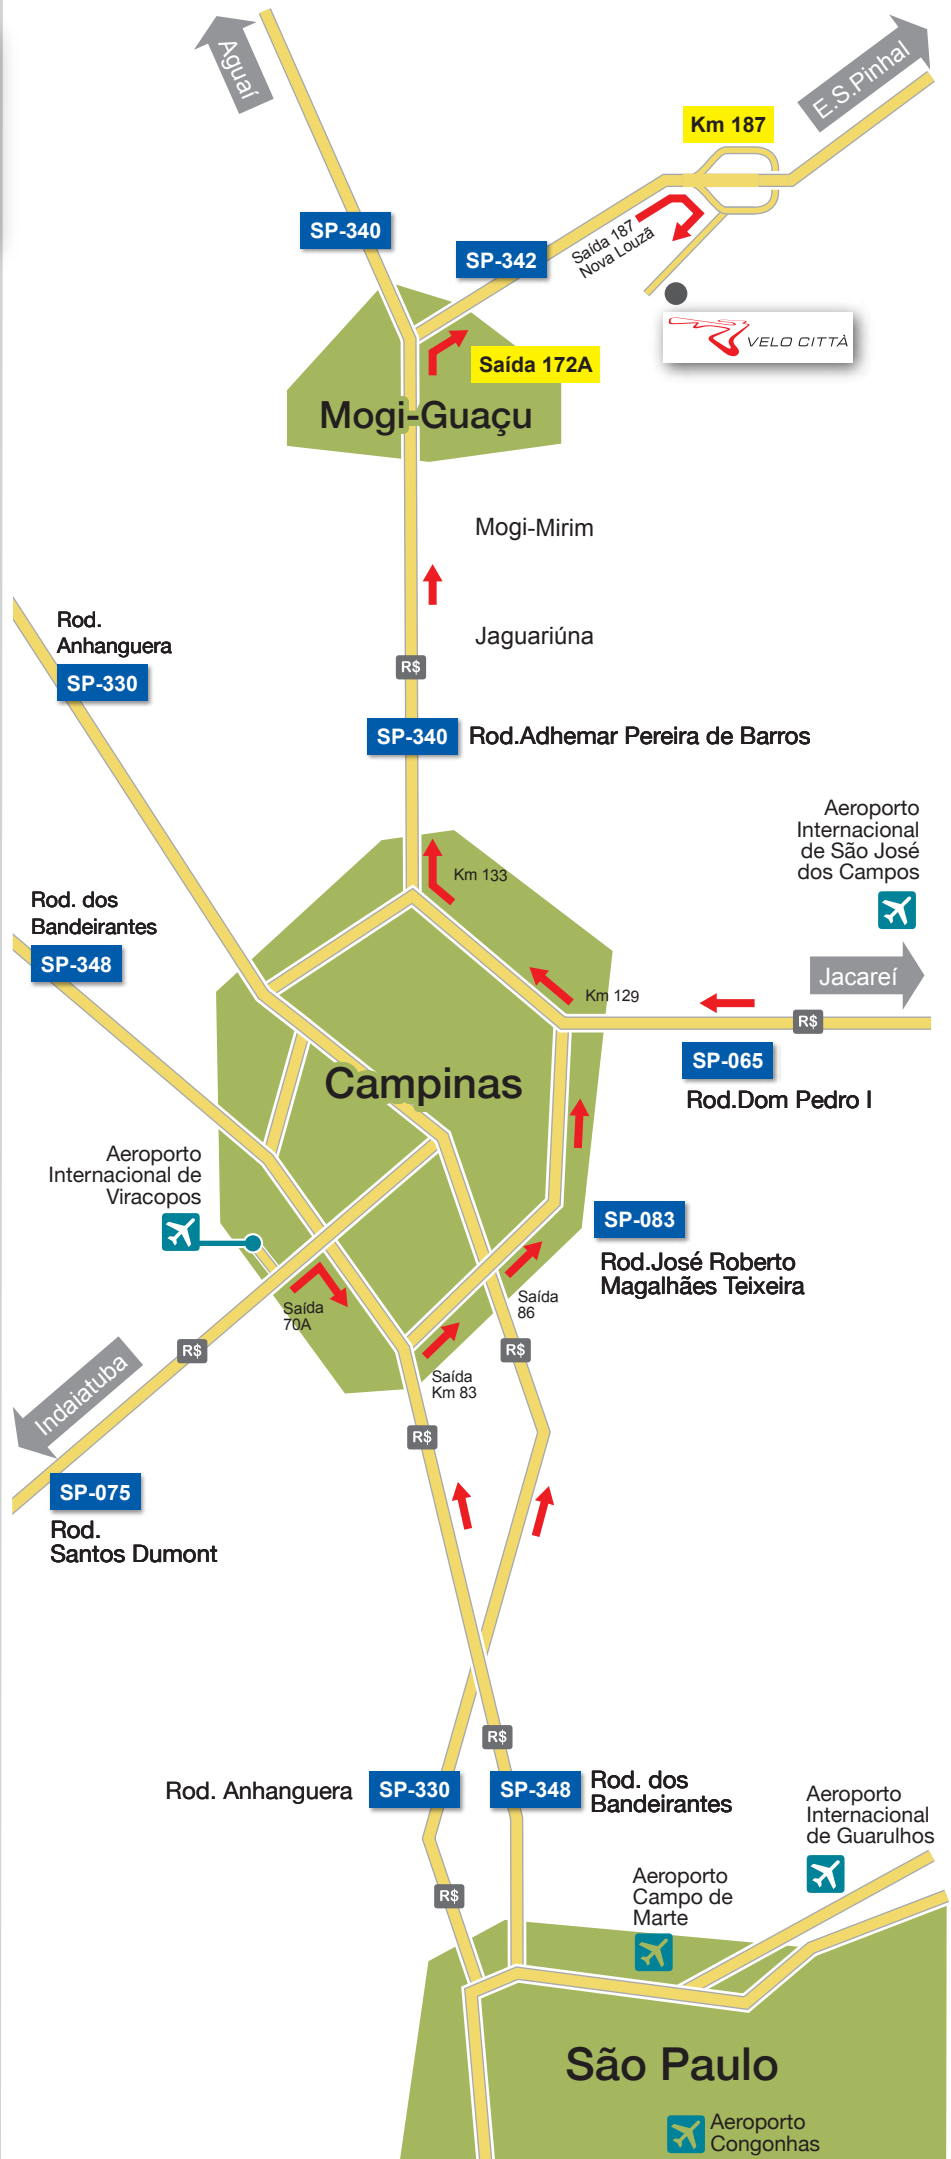 Aguaí
E.S.Pinhal
Km 187
SP-340
SP-342
Saída 187
Nova Louzã
VELO CITTÀ
Saída 172A
Mogi-Guaçu
Mogi-Mirim
Jaguariúna
Rod.
Anhanguera
SP-330
R$
SP-340
Rod.Adhemar Pereira de Barros
Aeroporto
Internacional
de São José
dos Campos
Km 133
Rod. dos
Bandeirantes
SP-348
Jacareí
Km 129
R$
SP-065
Rod.Dom Pedro I
Campinas
Aeroporto
Internacional de
Viracopos
SP-083
Rod.José Roberto
Magalhães Teixeira
Saída
70A
Saída
86
R$
R$
Saída
Km 83
Indaiatuba
R$
SP-075
Rod.
Santos Dumont
R$
Rod. Anhanguera
SP-330
SP-348
Rod. dos
Bandeirantes
Aeroporto
Internacional
de Guarulhos
R$
Aeroporto
Campo de
Marte
São Paulo
Aeroporto
Congonhas